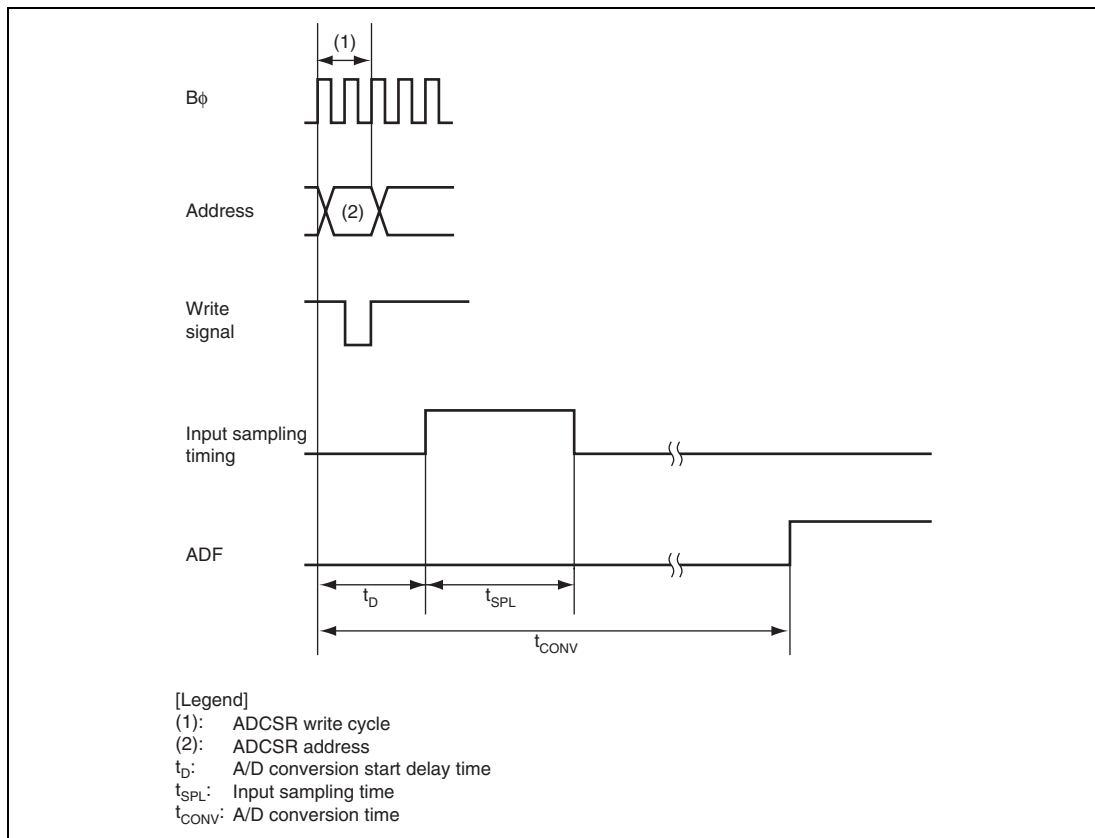 (1)
Bϕ
Address
(2)
Write
signal
Input sampling
timing
ADF
tD
tSPL
tCONV
[Legend]
(1): ADCSR write cycle
(2): ADCSR address
tD: A/D conversion start delay time
tSPL: Input sampling time
tCONV: A/D conversion time